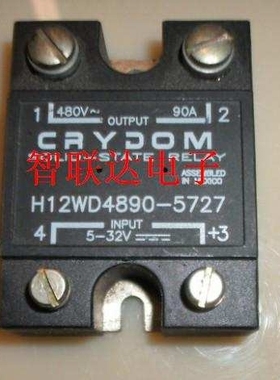 1 480V~ 90A 2
OUTPUT
CRYDOM
SOLID-STATE RELAY
ASSEMBLED
IN MEXICO
智联达电子
H12WD4890-5727
4 INPUT +3
5-32V